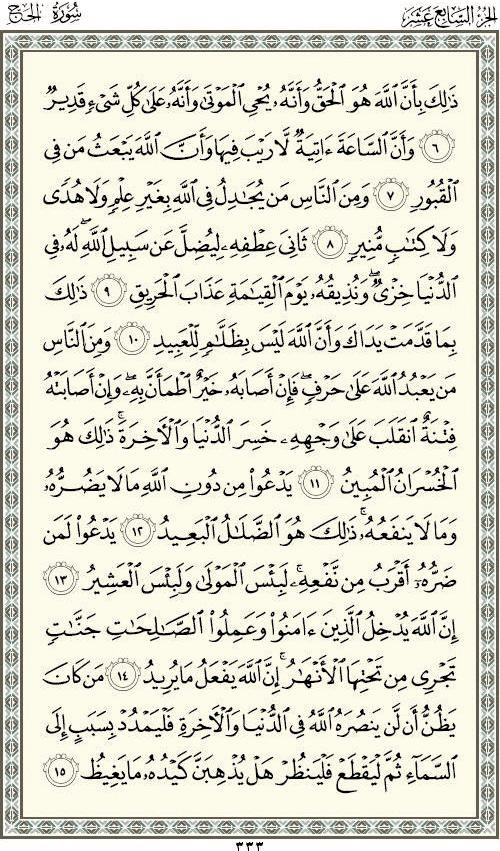 الجزء السابع عشر
سورة الحج
ذَٰلِكَ بِأَنَّ ٱللَّهَ هُوَ ٱلْحَقُّ وَأَنَّهُۥ يُحْىِ ٱلْمَوْتَىٰ وَأَنَّهُۥ عَلَىٰ كُلِّ شَىْءٍ قَدِيرٌ
٦ وَأَنَّ ٱلسَّاعَةَ ءَاتِيَةٌ لَّا رَيْبَ فِيهَا وَأَنَّ ٱللَّهَ يَبْعَثُ مَن فِى
ٱلْقُبُورِ ٧ وَمِنَ ٱلنَّاسِ مَن يُجَٰدِلُ فِى ٱللَّهِ بِغَيْرِ عِلْمٍ وَلَا هُدًى
وَلَا كِتَٰبٍ مُّنِيرٍ ٨ ثَانِىَ عِطْفِهِۦ لِيُضِلَّ عَن سَبِيلِ ٱللَّهِ ۖ لَهُۥ فِى
ٱلدُّنْيَا خِزْىٌ ۖ وَنُذِيقُهُۥ يَوْمَ ٱلْقِيَٰمَةِ عَذَابَ ٱلْحَرِيقِ ٩ ذَٰلِكَ
بِمَا قَدَّمَتْ يَدَاكَ وَأَنَّ ٱللَّهَ لَيْسَ بِظَلَّٰمٍ لِّلْعَبِيدِ ١٠ وَمِنَ ٱلنَّاسِ
مَن يَعْبُدُ ٱللَّهَ عَلَىٰ حَرْفٍ ۖ فَإِنْ أَصَابَهُۥ خَيْرٌ ٱطْمَأَنَّ بِهِۦ ۖ وَإِنْ أَصَابَتْهُ
فِتْنَةٌ ٱنقَلَبَ عَلَىٰ وَجْهِهِۦ خَسِرَ ٱلدُّنْيَا وَٱلْءَاخِرَةَ ۚ ذَٰلِكَ هُوَ
ٱلْخُسْرَانُ ٱلْمُبِينُ ١١ يَدْعُوا۟ مِن دُونِ ٱللَّهِ مَا لَا يَضُرُّهُۥ
وَمَا لَا يَنفَعُهُۥ ۚ ذَٰلِكَ هُوَ ٱلضَّلَٰلُ ٱلْبَعِيدُ ١٢ يَدْعُوا۟ لَمَن
ضَرُّهُۥٓ أَقْرَبُ مِن نَّفْعِهِۦ ۚ لَبِئْسَ ٱلْمَوْلَىٰ وَلَبِئْسَ ٱلْعَشِيرُ ١٣
إِنَّ ٱللَّهَ يُدْخِلُ ٱلَّذِينَ ءَامَنُوا۟ وَعَمِلُوا۟ ٱلصَّٰلِحَٰتِ جَنَّٰتٍ
تَجْرِى مِن تَحْتِهَا ٱلْأَنْهَٰرُ ۚ إِنَّ ٱللَّهَ يَفْعَلُ مَا يُرِيدُ ١٤ مَن كَانَ
يَظُنُّ أَن لَّن يَنصُرَهُ ٱللَّهُ فِى ٱلدُّنْيَا وَٱلْءَاخِرَةِ فَلْيَمْدُدْ بِسَبَبٍ إِلَى
ٱلسَّمَآءِ ثُمَّ لْيَقْطَعْ فَلْيَنظُرْ هَلْ يُذْهِبَنَّ كَيْدُهُۥ مَا يَغِيظُ ١٥
٣٣٣